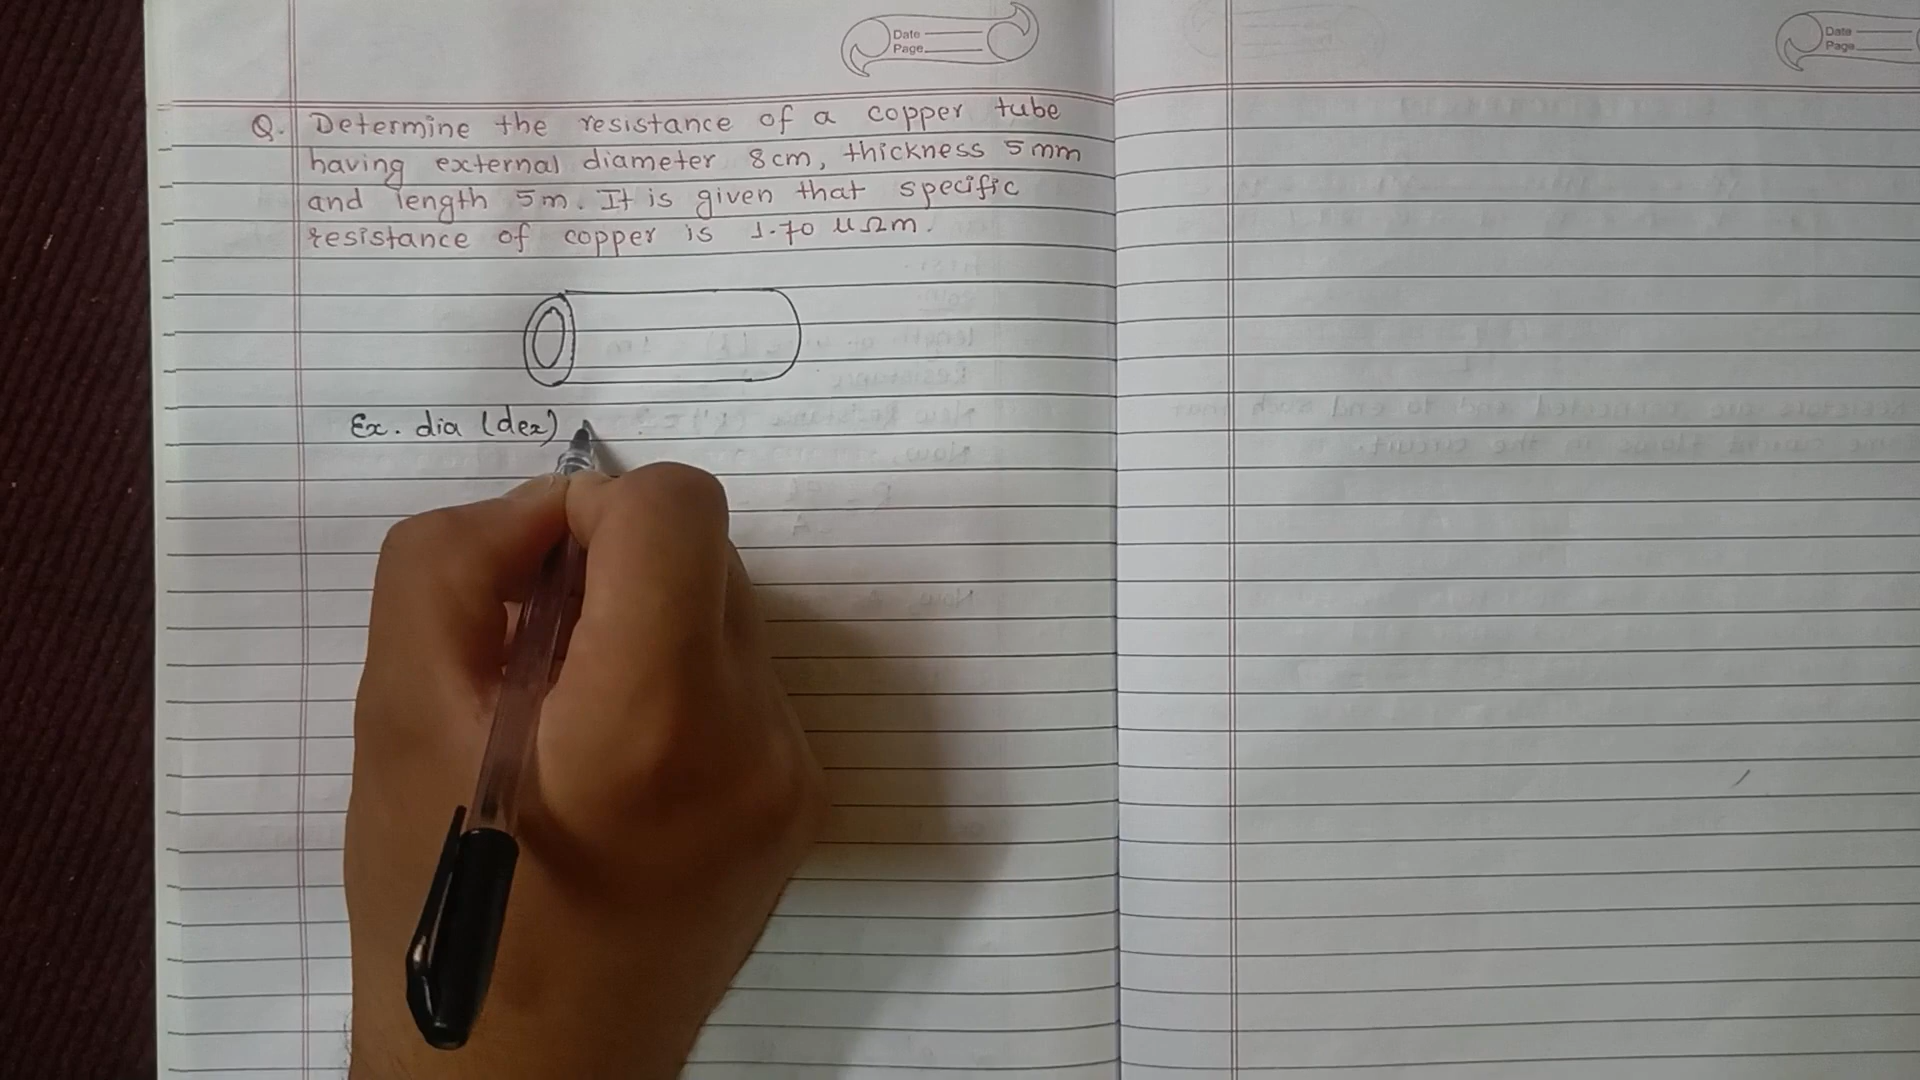 Date
Page
Date
Page
Q. Determine the resistance of a copper tube
having external diameter 8cm, thickness 5mm
and length 5m. It is given that specific
resistance of copper is 1.70 μΩm.
Ex. dia (dex)